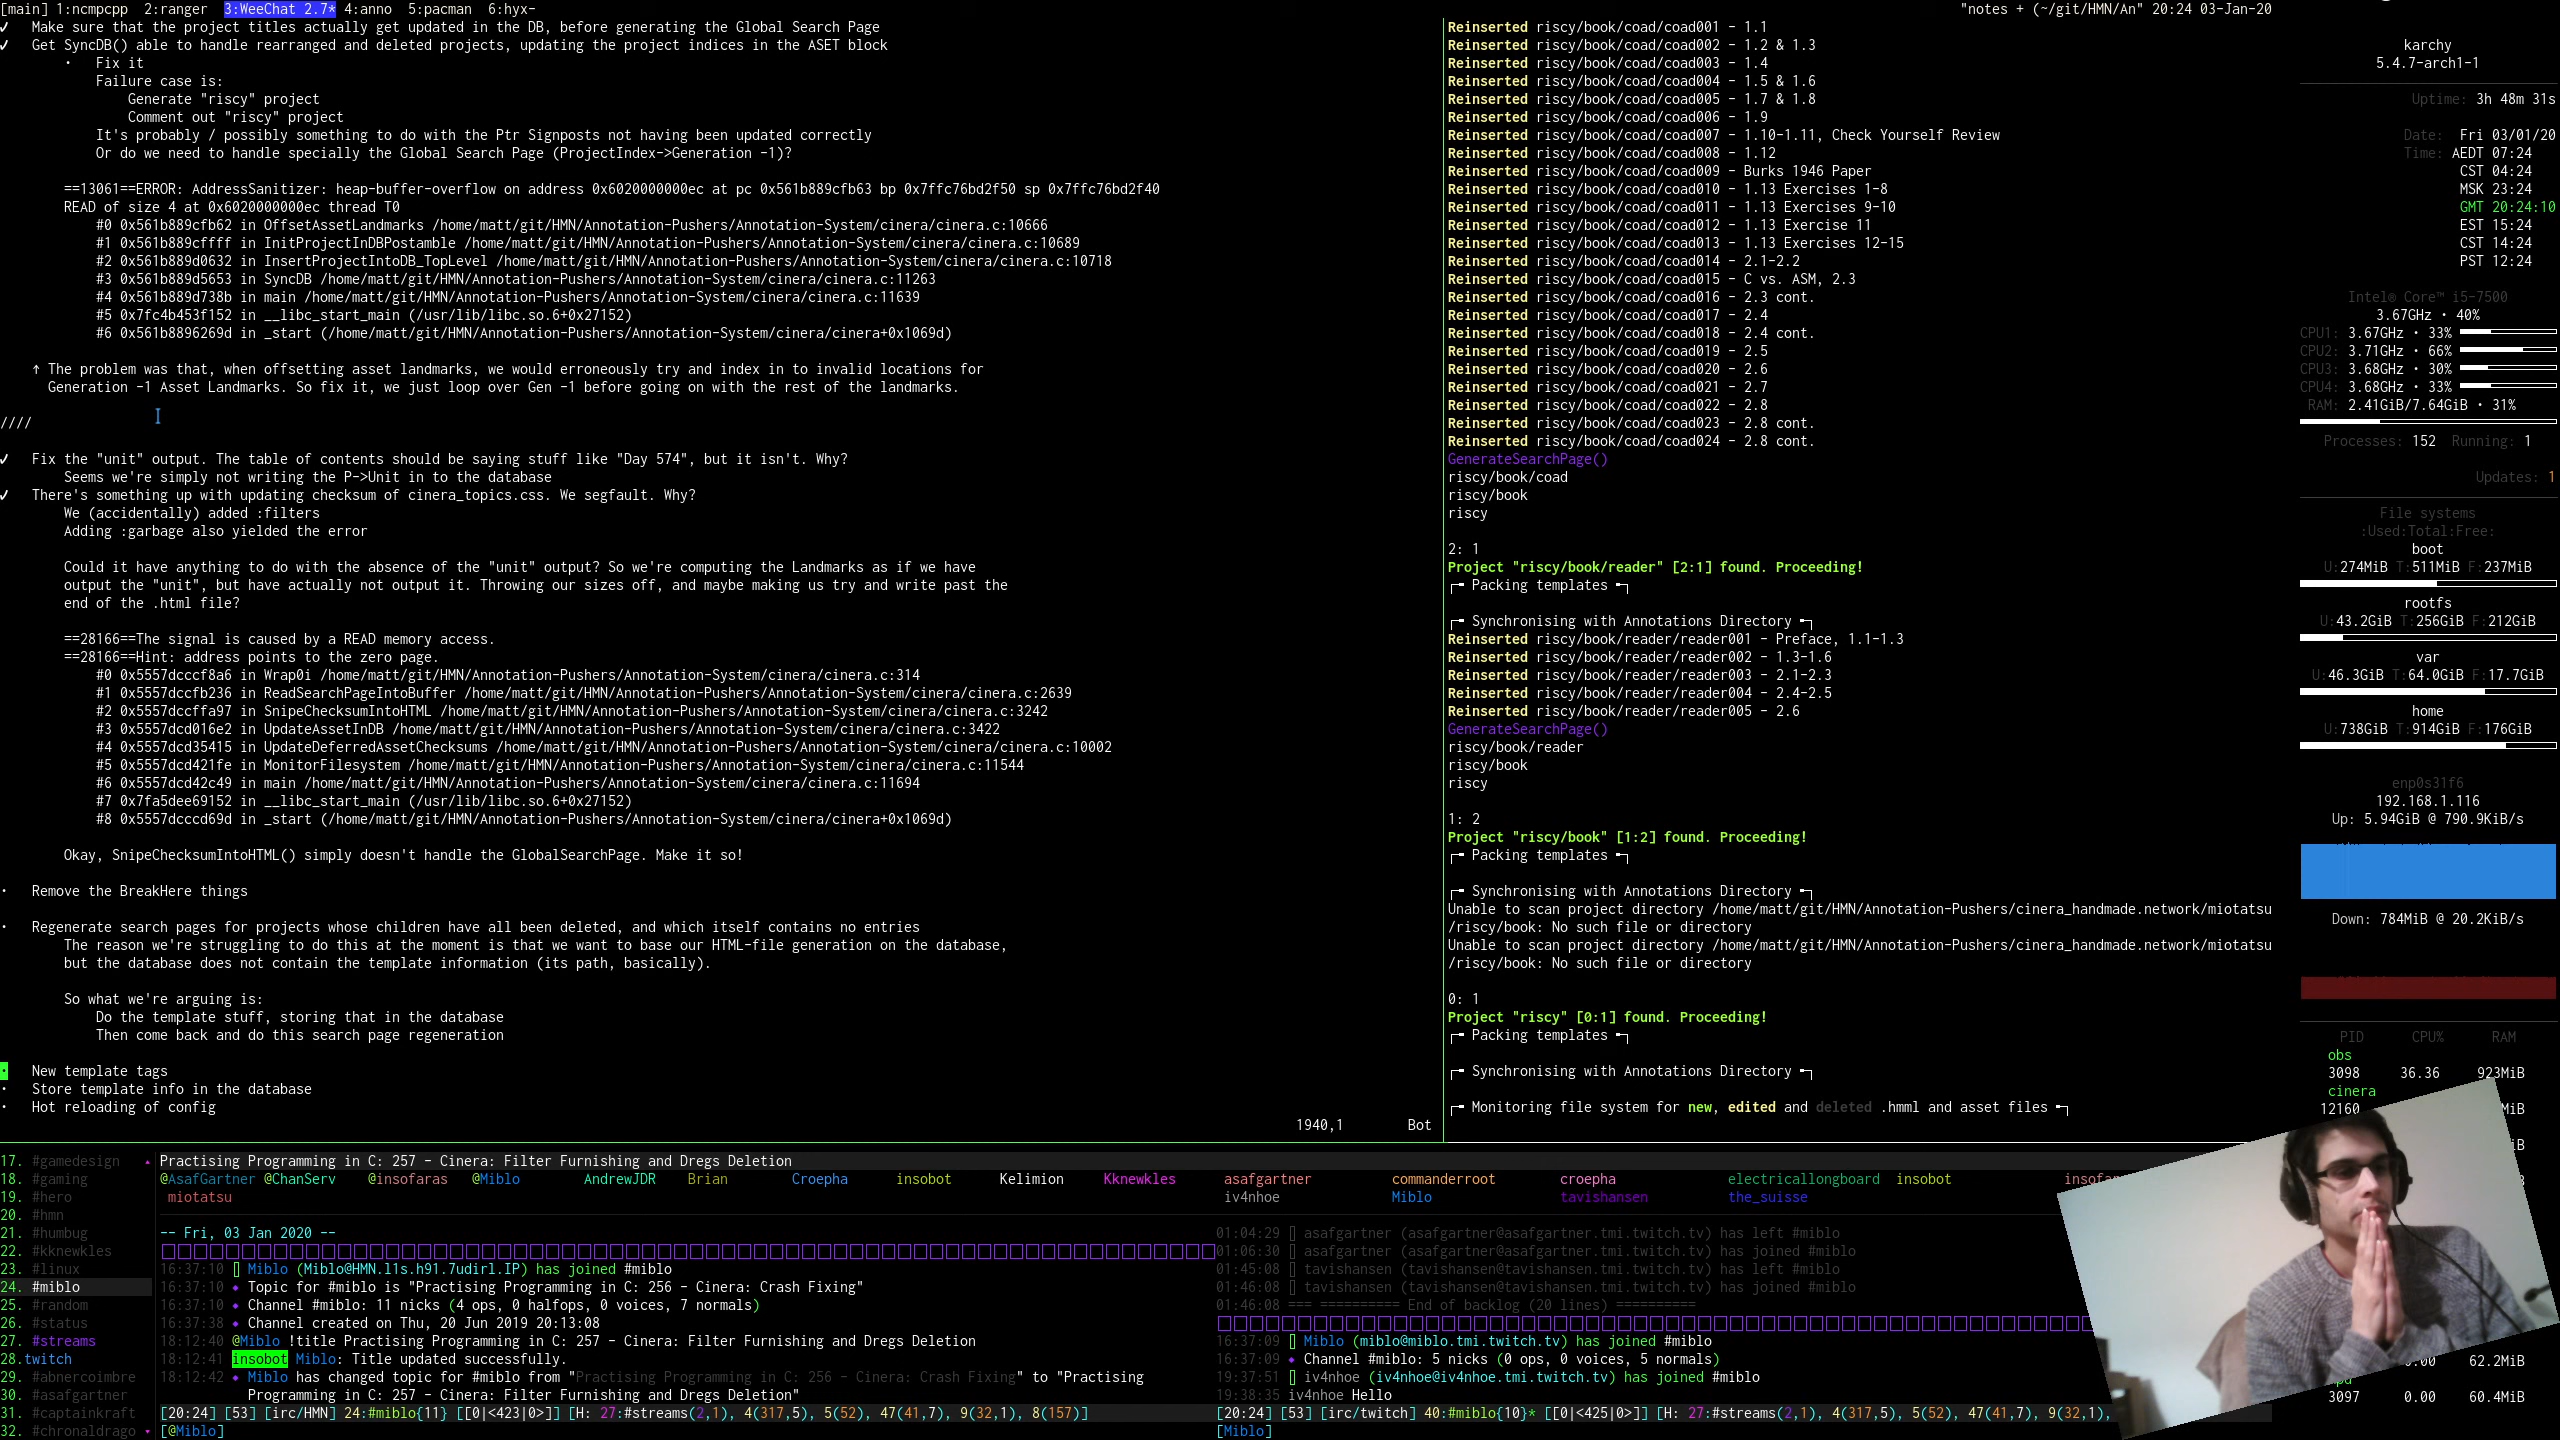 [main] 1:ncmpcpp  2:ranger  3:WeeChat 2.7* 4:anno  5:pacman  6:hyx-
"notes + (~/git/HMN/An" 20:24 03-Jan-20
✓  Make sure that the project titles actually get updated in the DB, before generating the Global Search Page
✓  Get SyncDB() able to handle rearranged and deleted projects, updating the project indices in the ASET block
·  Fix it
Failure case is:
Generate "riscy" project
Comment out "riscy" project
It's probably / possibly something to do with the Ptr Signposts not having been updated correctly
Or do we need to handle specially the Global Search Page (ProjectIndex->Generation -1)?
==13061==ERROR: AddressSanitizer: heap-buffer-overflow on address 0x6020000000ec at pc 0x561b889cfb63 bp 0x7ffc76bd2f50 sp 0x7ffc76bd2f40
READ of size 4 at 0x6020000000ec thread T0
#0 0x561b889cfb62 in OffsetAssetLandmarks /home/matt/git/HMN/Annotation-Pushers/Annotation-System/cinera/cinera.c:10666
#1 0x561b889cffff in InitProjectInDBPostamble /home/matt/git/HMN/Annotation-Pushers/Annotation-System/cinera/cinera.c:10689
#2 0x561b889d0632 in InsertProjectIntoDB_TopLevel /home/matt/git/HMN/Annotation-Pushers/Annotation-System/cinera/cinera.c:10718
#3 0x561b889d5653 in SyncDB /home/matt/git/HMN/Annotation-Pushers/Annotation-System/cinera/cinera.c:11263
#4 0x561b889d738b in main /home/matt/git/HMN/Annotation-Pushers/Annotation-System/cinera/cinera.c:11639
#5 0x7fc4b453f152 in __libc_start_main (/usr/lib/libc.so.6+0x27152)
#6 0x561b8896269d in _start (/home/matt/git/HMN/Annotation-Pushers/Annotation-System/cinera/cinera+0x1069d)
↑ The problem was that, when offsetting asset landmarks, we would erroneously try and index in to invalid locations for
Generation -1 Asset Landmarks. So fix it, we just loop over Gen -1 before going on with the rest of the landmarks.
////
✓  Fix the "unit" output. The table of contents should be saying stuff like "Day 574", but it isn't. Why?
Seems we're simply not writing the P->Unit in to the database
✓  There's something up with updating checksum of cinera_topics.css. We segfault. Why?
We (accidentally) added :filters
Adding :garbage also yielded the error
Could it have anything to do with the absence of the "unit" output? So we're computing the Landmarks as if we have
output the "unit", but have actually not output it. Throwing our sizes off, and maybe making us try and write past the
end of the .html file?
==28166==The signal is caused by a READ memory access.
==28166==Hint: address points to the zero page.
#0 0x5557dcccf8a6 in Wrap0i /home/matt/git/HMN/Annotation-Pushers/Annotation-System/cinera/cinera.c:314
#1 0x5557dccfb236 in ReadSearchPageIntoBuffer /home/matt/git/HMN/Annotation-Pushers/Annotation-System/cinera/cinera.c:2639
#2 0x5557dccffa97 in SnipeChecksumIntoHTML /home/matt/git/HMN/Annotation-Pushers/Annotation-System/cinera/cinera.c:3242
#3 0x5557dcd016e2 in UpdateAssetInDB /home/matt/git/HMN/Annotation-Pushers/Annotation-System/cinera/cinera.c:3422
#4 0x5557dcd35415 in UpdateDeferredAssetChecksums /home/matt/git/HMN/Annotation-Pushers/Annotation-System/cinera/cinera.c:10002
#5 0x5557dcd421fe in MonitorFilesystem /home/matt/git/HMN/Annotation-Pushers/Annotation-System/cinera/cinera.c:11544
#6 0x5557dcd42c49 in main /home/matt/git/HMN/Annotation-Pushers/Annotation-System/cinera/cinera.c:11694
#7 0x7fa5dee69152 in __libc_start_main (/usr/lib/libc.so.6+0x27152)
#8 0x5557dcccd69d in _start (/home/matt/git/HMN/Annotation-Pushers/Annotation-System/cinera/cinera+0x1069d)
Okay, SnipeChecksumIntoHTML() simply doesn't handle the GlobalSearchPage. Make it so!
·  Remove the BreakHere things
·  Regenerate search pages for projects whose children have all been deleted, and which itself contains no entries
The reason we're struggling to do this at the moment is that we want to base our HTML-file generation on the database,
but the database does not contain the template information (its path, basically).
So what we're arguing is:
Do the template stuff, storing that in the database
Then come back and do this search page regeneration
·  New template tags
·  Store template info in the database
·  Hot reloading of config
1940,1  Bot
Reinserted riscy/book/coad/coad001 - 1.1
Reinserted riscy/book/coad/coad002 - 1.2 & 1.3
Reinserted riscy/book/coad/coad003 - 1.4
Reinserted riscy/book/coad/coad004 - 1.5 & 1.6
Reinserted riscy/book/coad/coad005 - 1.7 & 1.8
Reinserted riscy/book/coad/coad006 - 1.9
Reinserted riscy/book/coad/coad007 - 1.10-1.11, Check Yourself Review
Reinserted riscy/book/coad/coad008 - 1.12
Reinserted riscy/book/coad/coad009 - Burks 1946 Paper
Reinserted riscy/book/coad/coad010 - 1.13 Exercises 1-8
Reinserted riscy/book/coad/coad011 - 1.13 Exercises 9-10
Reinserted riscy/book/coad/coad012 - 1.13 Exercise 11
Reinserted riscy/book/coad/coad013 - 1.13 Exercises 12-15
Reinserted riscy/book/coad/coad014 - 2.1-2.2
Reinserted riscy/book/coad/coad015 - C vs. ASM, 2.3
Reinserted riscy/book/coad/coad016 - 2.3 cont.
Reinserted riscy/book/coad/coad017 - 2.4
Reinserted riscy/book/coad/coad018 - 2.4 cont.
Reinserted riscy/book/coad/coad019 - 2.5
Reinserted riscy/book/coad/coad020 - 2.6
Reinserted riscy/book/coad/coad021 - 2.7
Reinserted riscy/book/coad/coad022 - 2.8
Reinserted riscy/book/coad/coad023 - 2.8 cont.
Reinserted riscy/book/coad/coad024 - 2.8 cont.
GenerateSearchPage()
riscy/book/coad
riscy/book
riscy
2: 1
Project "riscy/book/reader" [2:1] found. Proceeding!
Packing templates
Synchronising with Annotations Directory
Reinserted riscy/book/reader/reader001 - Preface, 1.1-1.3
Reinserted riscy/book/reader/reader002 - 1.3-1.6
Reinserted riscy/book/reader/reader003 - 2.1-2.3
Reinserted riscy/book/reader/reader004 - 2.4-2.5
Reinserted riscy/book/reader/reader005 - 2.6
GenerateSearchPage()
riscy/book/reader
riscy/book
riscy
1: 2
Project "riscy/book" [1:2] found. Proceeding!
Packing templates
Synchronising with Annotations Directory
Unable to scan project directory /home/matt/git/HMN/Annotation-Pushers/cinera_handmade.network/miotatsu
/riscy/book: No such file or directory
Unable to scan project directory /home/matt/git/HMN/Annotation-Pushers/cinera_handmade.network/miotatsu
/riscy/book: No such file or directory
0: 1
Project "riscy" [0:1] found. Proceeding!
Packing templates
Synchronising with Annotations Directory
Monitoring file system for new, edited and deleted .hmml and asset files
karchy
5.4.7-arch1-1
Uptime: 3h 48m 31s
Date: Fri 03/01/20
Time: AEDT 07:24
CST 04:24
MSK 23:24
GMT 20:24:10
EST 15:24
CST 14:24
PST 12:24
Intel® Core™ i5-7500
3.67GHz · 40%
CPU1: 3.67GHz · 33%
CPU2: 3.71GHz · 66%
CPU3: 3.68GHz · 30%
CPU4: 3.68GHz · 33%
RAM: 2.41GiB/7.64GiB · 31%
Processes: 152  Running: 1
Updates: 1
File systems
:Used:Total:Free:
boot
U:274MiB T:511MiB F:237MiB
rootfs
U:43.2GiB T:256GiB F:212GiB
var
U:46.3GiB T:64.0GiB F:17.7GiB
home
U:738GiB T:914GiB F:176GiB
enp0s31f6
192.168.1.116
Up: 5.94GiB @ 790.9KiB/s
Down: 784MiB @ 20.2KiB/s
PID  CPU%  RAM
obs
3098  36.36  923MiB
cinera
12160
62.2MiB
3097  0.00  60.4MiB
17. #gamedesign
18. #gaming
19. #hero
20. #hmn
21. #humbug
22. #kknewkles
23. #linux
24. #miblo
25. #random
26. #status
27. #streams
28.twitch
29. #abnercoimbre
30. #asafgartner
31. #captainkraft
32. #chronaldrago
Practising Programming in C: 257 - Cinera: Filter Furnishing and Dregs Deletion
@AsafGartner @ChanServ @insofaras @Miblo AndrewJDR Brian Croepha insobot Kelimion Kknewkles
miotatsu
-- Fri, 03 Jan 2020 --
16:37:10 Miblo (Miblo@HMN.l1s.h91.7udirl.IP) has joined #miblo
16:37:10 Topic for #miblo is "Practising Programming in C: 256 - Cinera: Crash Fixing"
16:37:10 Channel #miblo: 11 nicks (4 ops, 0 halfops, 0 voices, 7 normals)
16:37:38 Channel created on Thu, 20 Jun 2019 20:13:08
18:12:40 @Miblo !title Practising Programming in C: 257 - Cinera: Filter Furnishing and Dregs Deletion
18:12:41 insobot Miblo: Title updated successfully.
18:12:42 Miblo has changed topic for #miblo from "Practising Programming in C: 256 - Cinera: Crash Fixing" to "Practising
Programming in C: 257 - Cinera: Filter Furnishing and Dregs Deletion"
[20:24] [53] [irc/HMN] 24:#miblo{11} [[0|<423|0>]] [H: 27:#streams(2,1), 4(317,5), 5(52), 47(41,7), 9(32,1), 8(157)]
[@Miblo]
asafgartner commanderroot croepha electricallongboard insobot
iv4nhoe Miblo tavishansen the_suisse
01:04:29 asafgartner (asafgartner@asafgartner.tmi.twitch.tv) has left #miblo
01:06:30 asafgartner (asafgartner@asafgartner.tmi.twitch.tv) has joined #miblo
01:45:08 tavishansen (tavishansen@tavishansen.tmi.twitch.tv) has left #miblo
01:46:08 tavishansen (tavishansen@tavishansen.tmi.twitch.tv) has joined #miblo
01:46:08 === ========== End of backlog (20 lines) ==========
16:37:09 Miblo (miblo@miblo.tmi.twitch.tv) has joined #miblo
16:37:09 Channel #miblo: 5 nicks (0 ops, 0 voices, 5 normals)
19:37:51 iv4nhoe (iv4nhoe@iv4nhoe.tmi.twitch.tv) has joined #miblo
19:38:35 iv4nhoe Hello
[20:24] [53] [irc/twitch] 40:#miblo{10}* [[0|<425|0>]] [H: 27:#streams(2,1), 4(317,5), 5(52), 47(41,7), 9(32,1),
[Miblo]